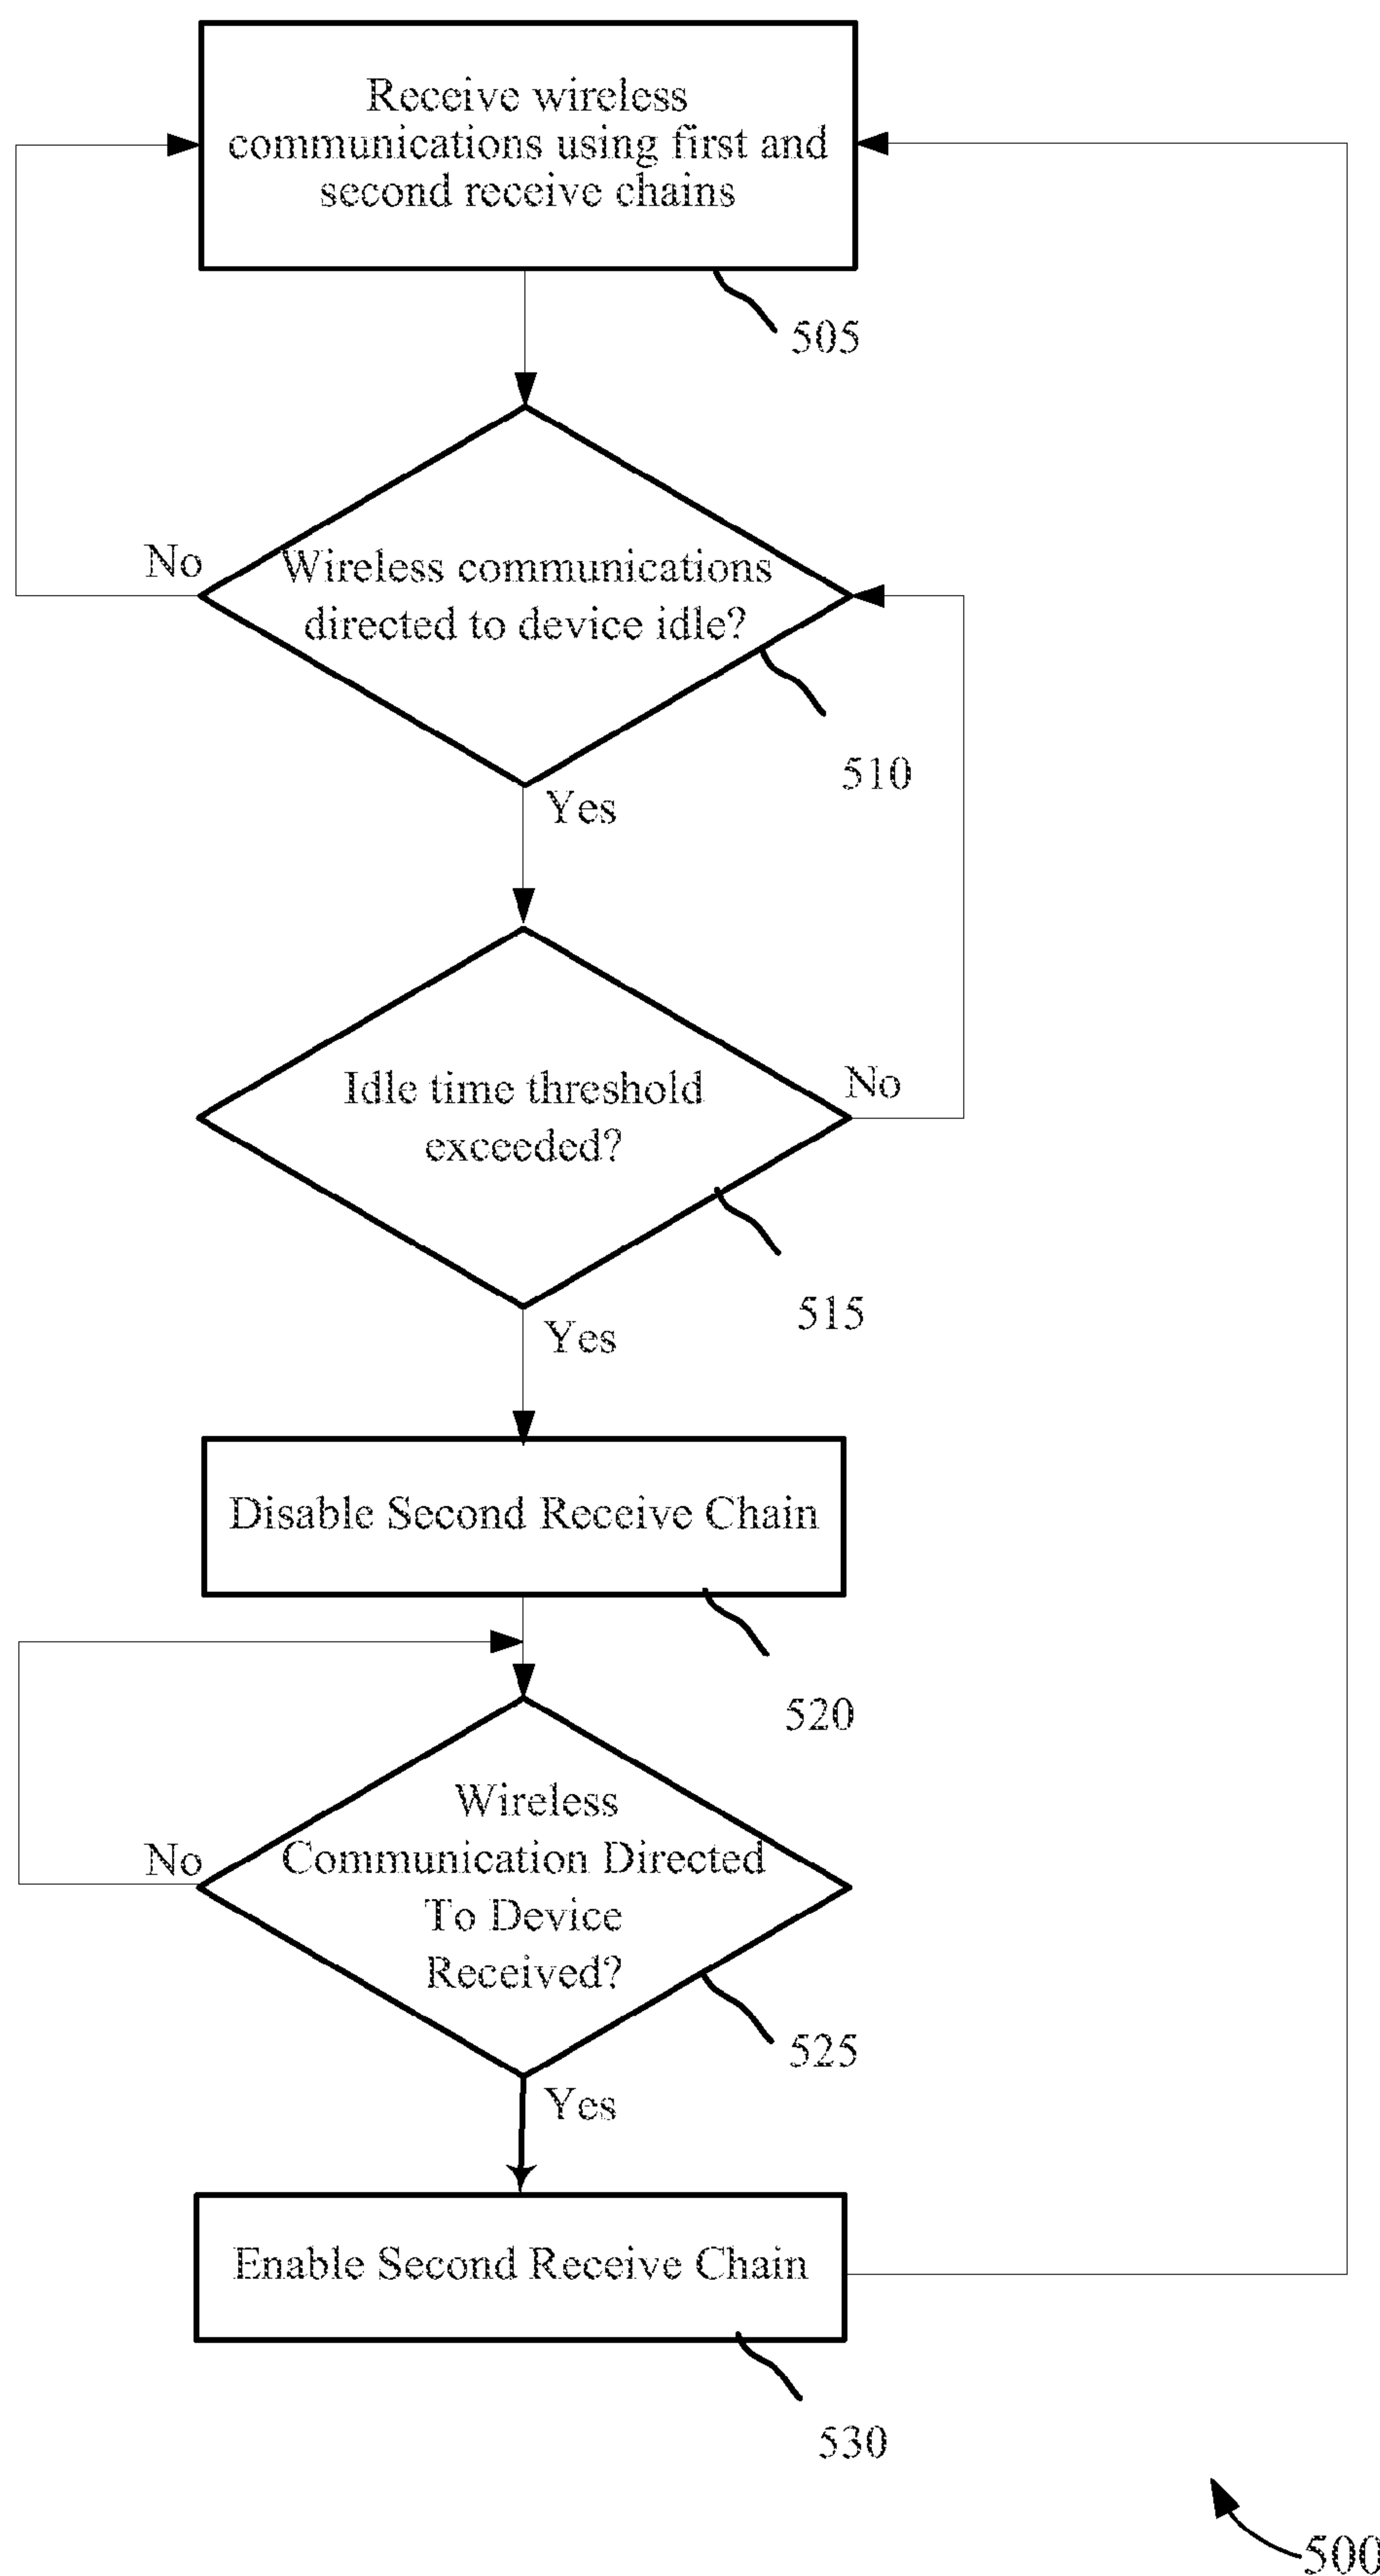 Receive wireless
communications using first and
second receive chains
505
No
Wireless communications
directed to device idle?
510
Yes
Idle time threshold
exceeded?
No
515
Yes
Disable Second Receive Chain
520
Wireless
Communication Directed
To Device
Received?
No
525
Yes
Enable Second Receive Chain
530
500